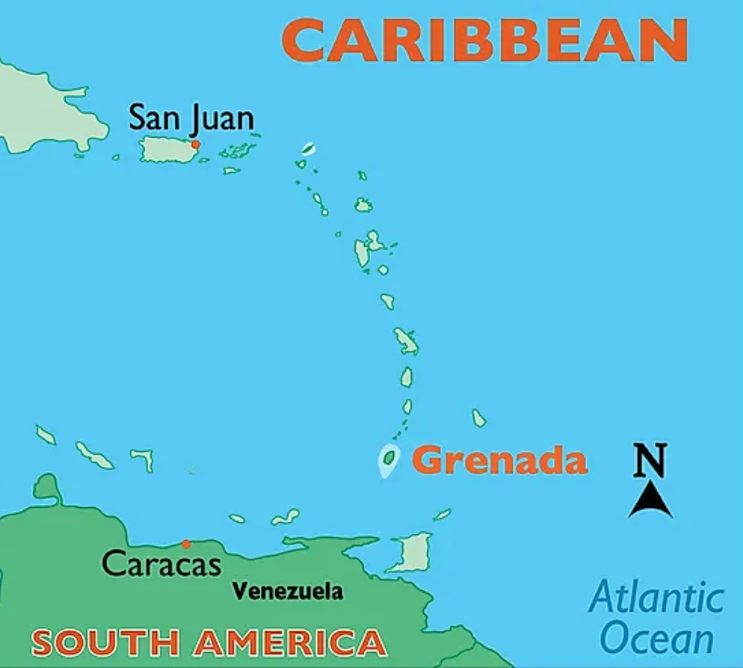 CARIBBEAN
San Juan
Grenada
N
Caracas
Venezuela
Atlantic
Ocean
SOUTH AMERICA